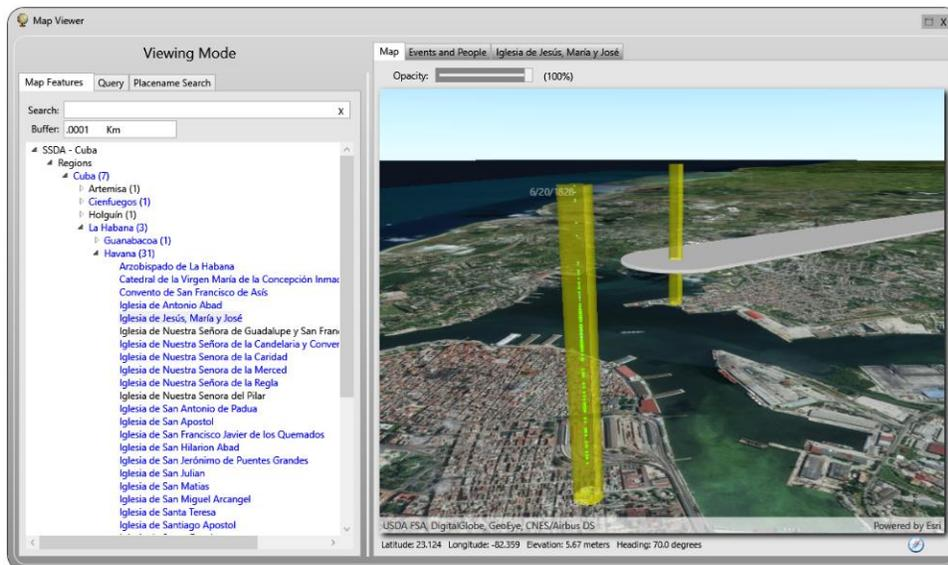 Map Viewer
X
Viewing Mode
Map Features
Query
Placename Search
Search:
X
Buffer: .0001 Km
SSDA - Cuba
Regions
Cuba (7)
Artemisa (1)
Cienfuegos (1)
Holguín (1)
La Habana (3)
Guanabacoa (1)
Havana (31)
Arzobispado de La Habana
Catedral de la Virgen María de la Concepción Inmac
Convento de San Francisco de Asís
Iglesia de Antonio Abad
Iglesia de Jesús, María y José
Iglesia de Nuestra Señora de Guadalupe y San Fran
Iglesia de Nuestra Señora de la Candelaria y Conver
Iglesia de Nuestra Senora de la Caridad
Iglesia de Nuestra Senora de la Merced
Iglesia de Nuestra Señora de la Regla
Iglesia de Nuestra Senora del Pilar
Iglesia de San Antonio de Padua
Iglesia de San Apostol
Iglesia de San Francisco Javier de los Quemados
Iglesia de San Hilarion Abad
Iglesia de San Jerónimo de Puentes Grandes
Iglesia de San Julian
Iglesia de San Matias
Iglesia de San Miguel Arcangel
Iglesia de Santa Teresa
Iglesia de Santiago Apostol
Map
Events and People
Iglesia de Jesús, María y José
Opacity: (100%)
6/20/1828
USDA FSA, DigitalGlobe, GeoEye, CNES/Airbus DS
Powered by Esri
Latitude: 23.124 Longitude: -82.359 Elevation: 5.67 meters Heading: 70.0 degrees